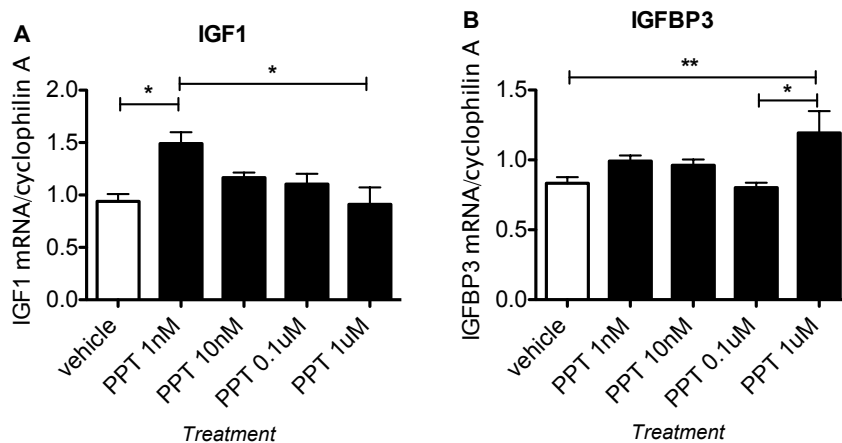 A
IGF1
IGF1 mRNA/cyclophilin A
2.0
1.5
1.0
0.5
0.0
*
*
vehicle
PPT 1nM
PPT 10nM
PPT 0.1uM
PPT 1uM
Treatment
B
IGFBP3
IGFBP3 mRNA/cyclophilin A
1.5
1.0
0.5
0.0
**
*
vehicle
PPT 1nM
PPT 10nM
PPT 0.1uM
PPT 1uM
Treatment